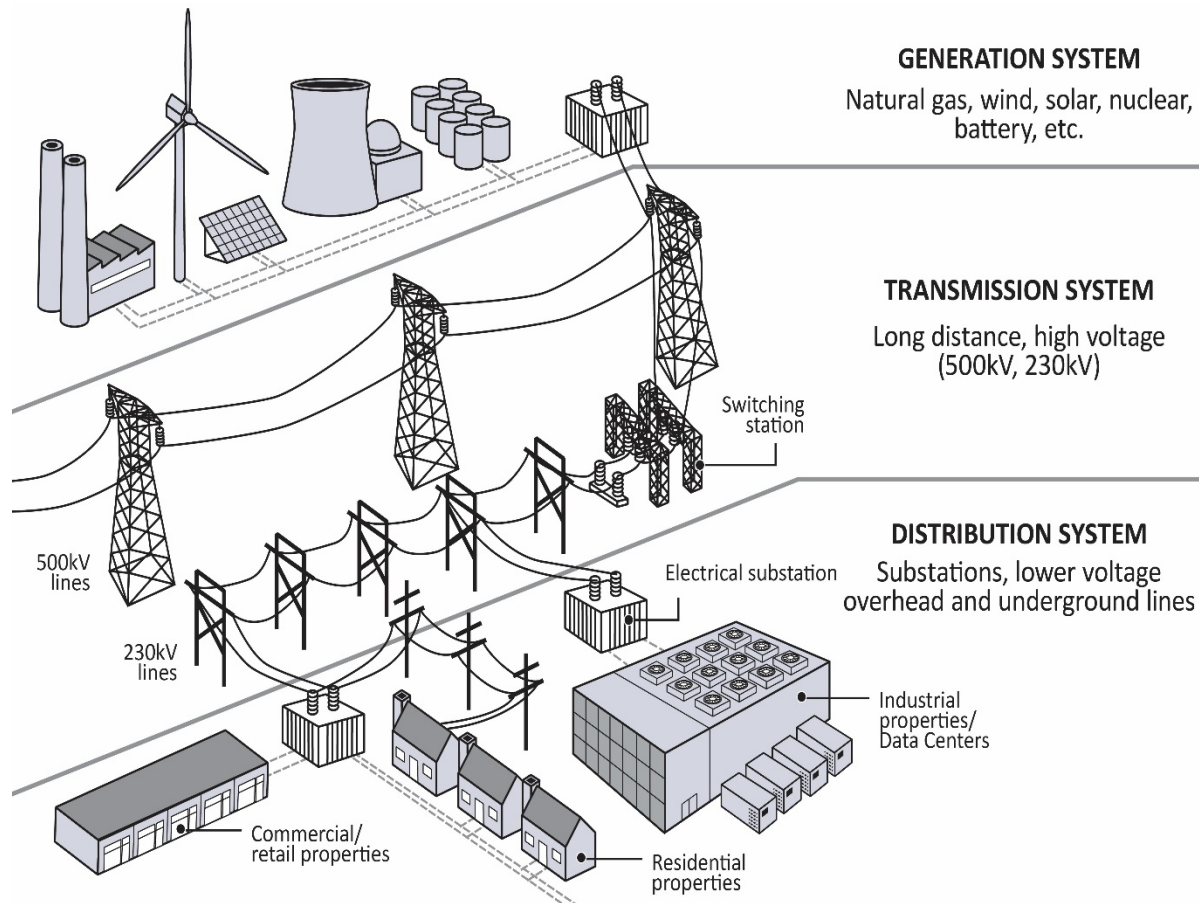 GENERATION SYSTEM
Natural gas, wind, solar, nuclear,
battery, etc.
TRANSMISSION SYSTEM
Long distance, high voltage
(500kV, 230kV)
Switching
station
500kV
lines
230kV
lines
DISTRIBUTION SYSTEM
Substations, lower voltage
overhead and underground lines
Electrical substation
Industrial
properties/
Data Centers
Commercial/
retail properties
Residential
properties